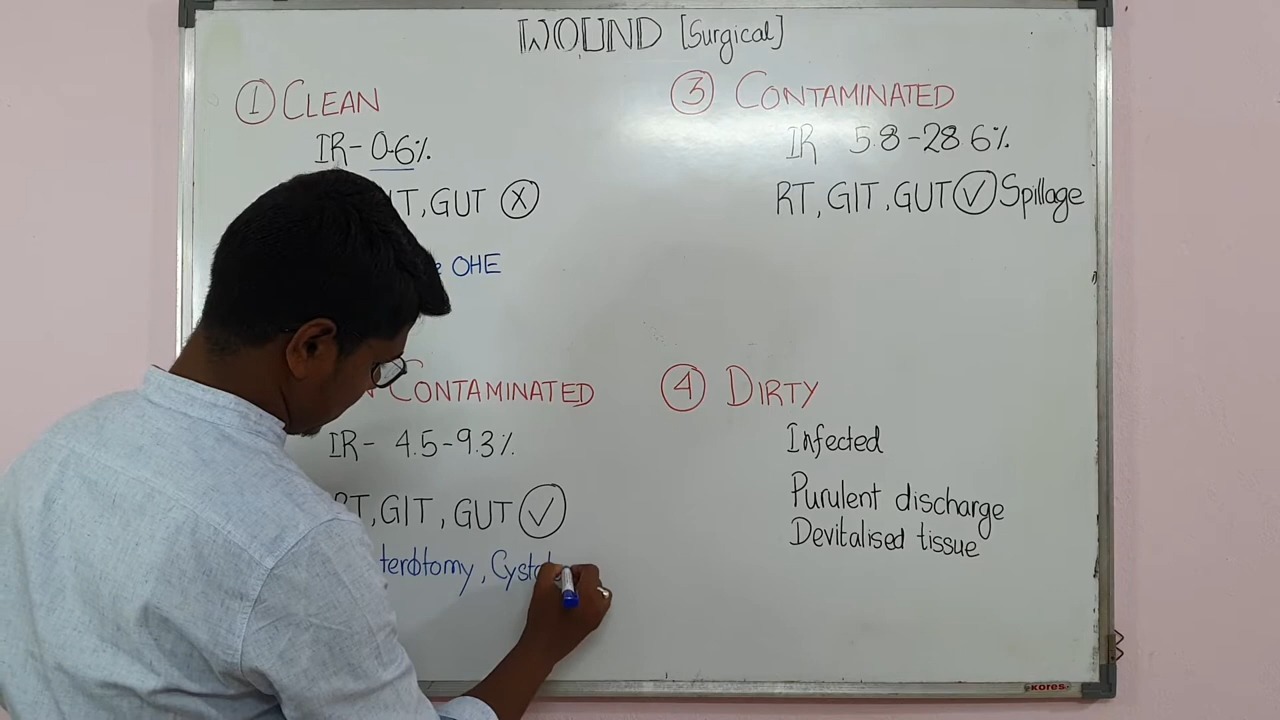 WOUND [Surgical]
① CLEAN
IR- 0-6%
IT, GUT ⓧ
OHE
CONTAMINATED
IR- 4.5-9.3%
RT, GIT, GUT ✓
terotomy, Cysto
③ CONTAMINATED
IR 5.8-28.6%
RT, GIT, GUT ✓ Spillage
④ DIRTY
Infected
Purulent discharge
Devitalised tissue
KORES